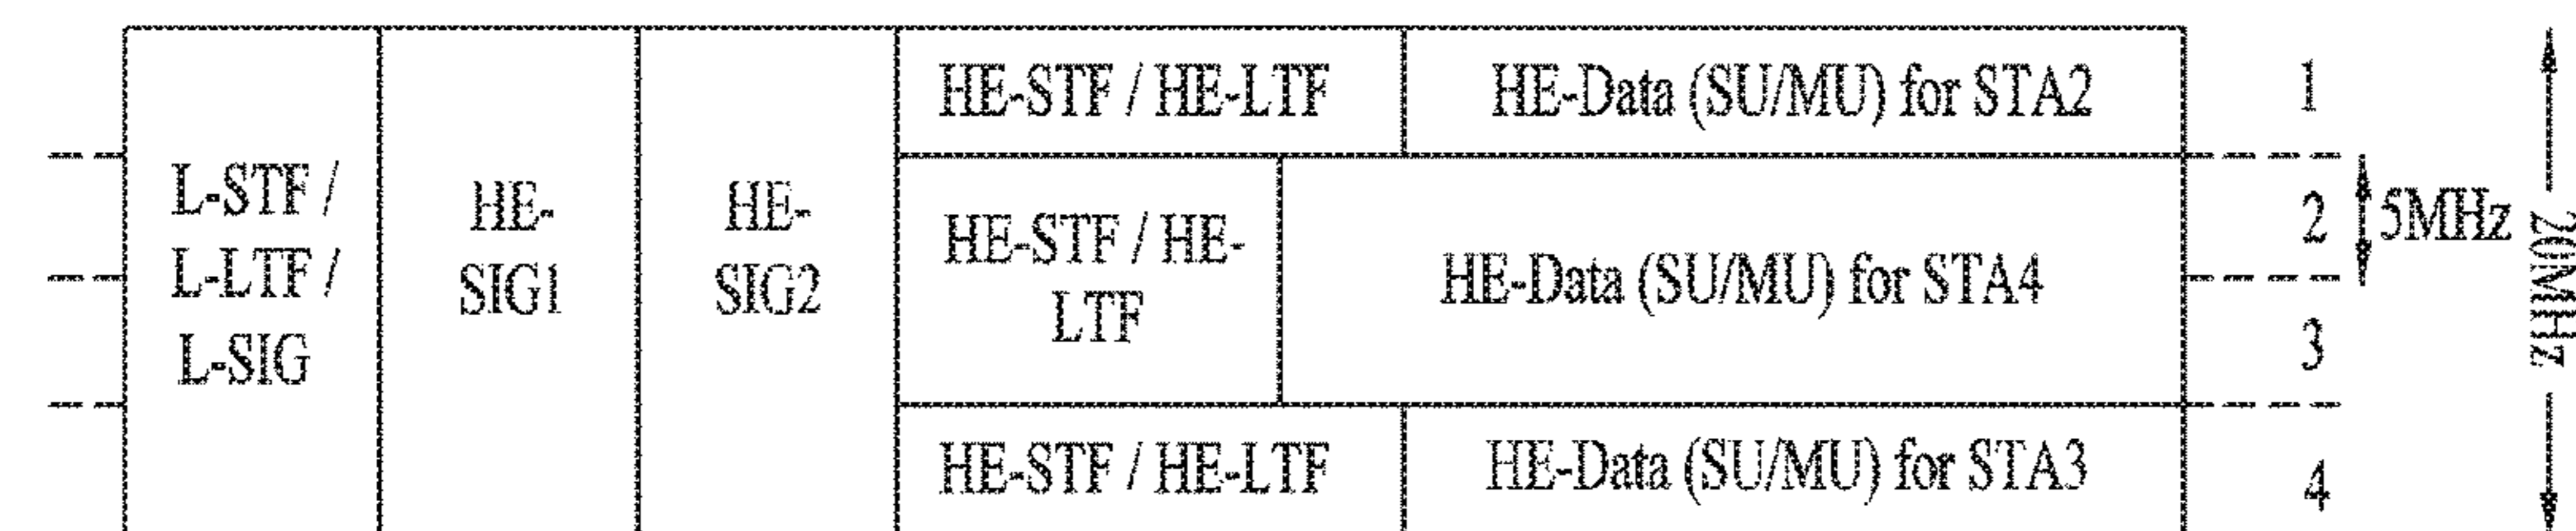 L-STF /
L-LTF /
L-SIG
HE-
SIG1
HE-
SIG2
HE-STF / HE-LTF
HE-Data (SU/MU) for STA2
1
HE-STF / HE-
LTF
HE-Data (SU/MU) for STA4
2
3
5MHz
20MHz
HE-STF / HE-LTF
HE-Data (SU/MU) for STA3
4